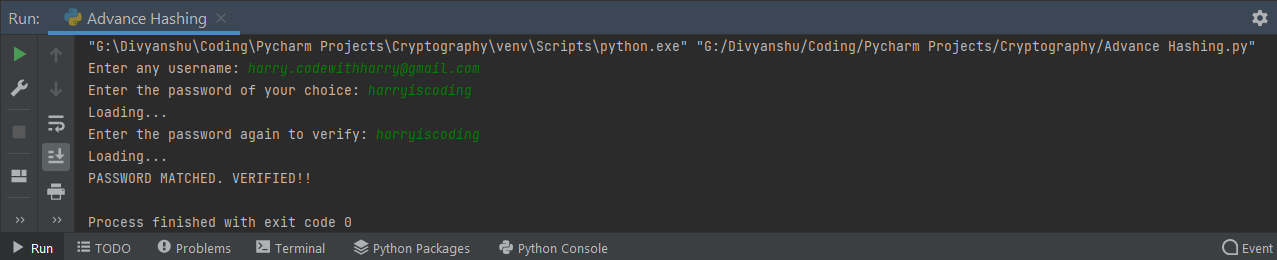 Run: Advance Hashing
"G:\Divyanshu\Coding\Pycharm Projects\Cryptography\venv\Scripts\python.exe" "G:/Divyanshu/Coding/Pycharm Projects/Cryptography/Advance Hashing.py"
Enter any username: harry.codewithharry@gmail.com
Enter the password of your choice: harryiscoding
Loading...
Enter the password again to verify: harryiscoding
Loading...
PASSWORD MATCHED. VERIFIED!!
Process finished with exit code 0
Run TODO Problems Terminal Python Packages Python Console Event